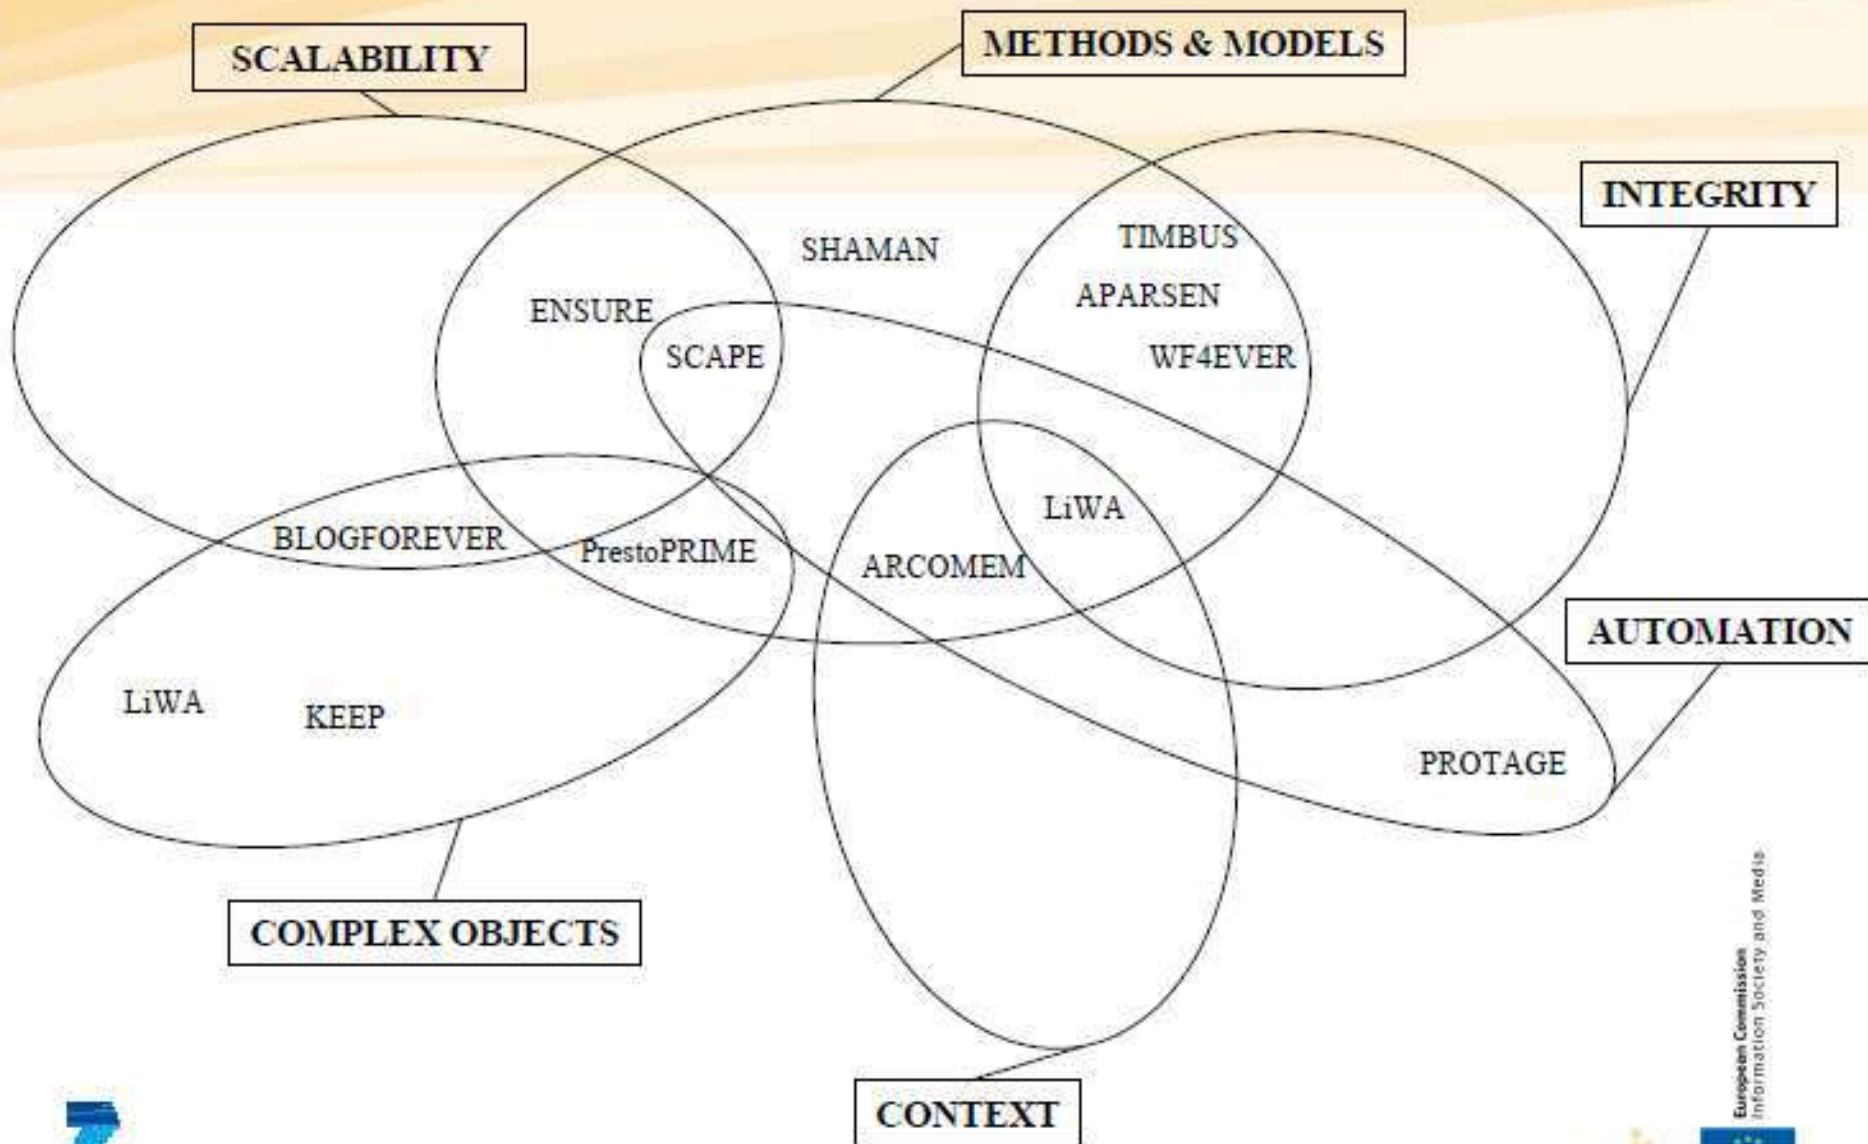 SCALABILITY
METHODS & MODELS
INTEGRITY
SHAMAN
TIMBUS
ENSURE
APARSEN
SCAPE
WF4EVER
LiWA
BLOGFOREVER
PrestoPRIME
ARCOMEM
AUTOMATION
LiWA
KEEP
PROTAGE
COMPLEX OBJECTS
CONTEXT
European Commission
Information Society and Media